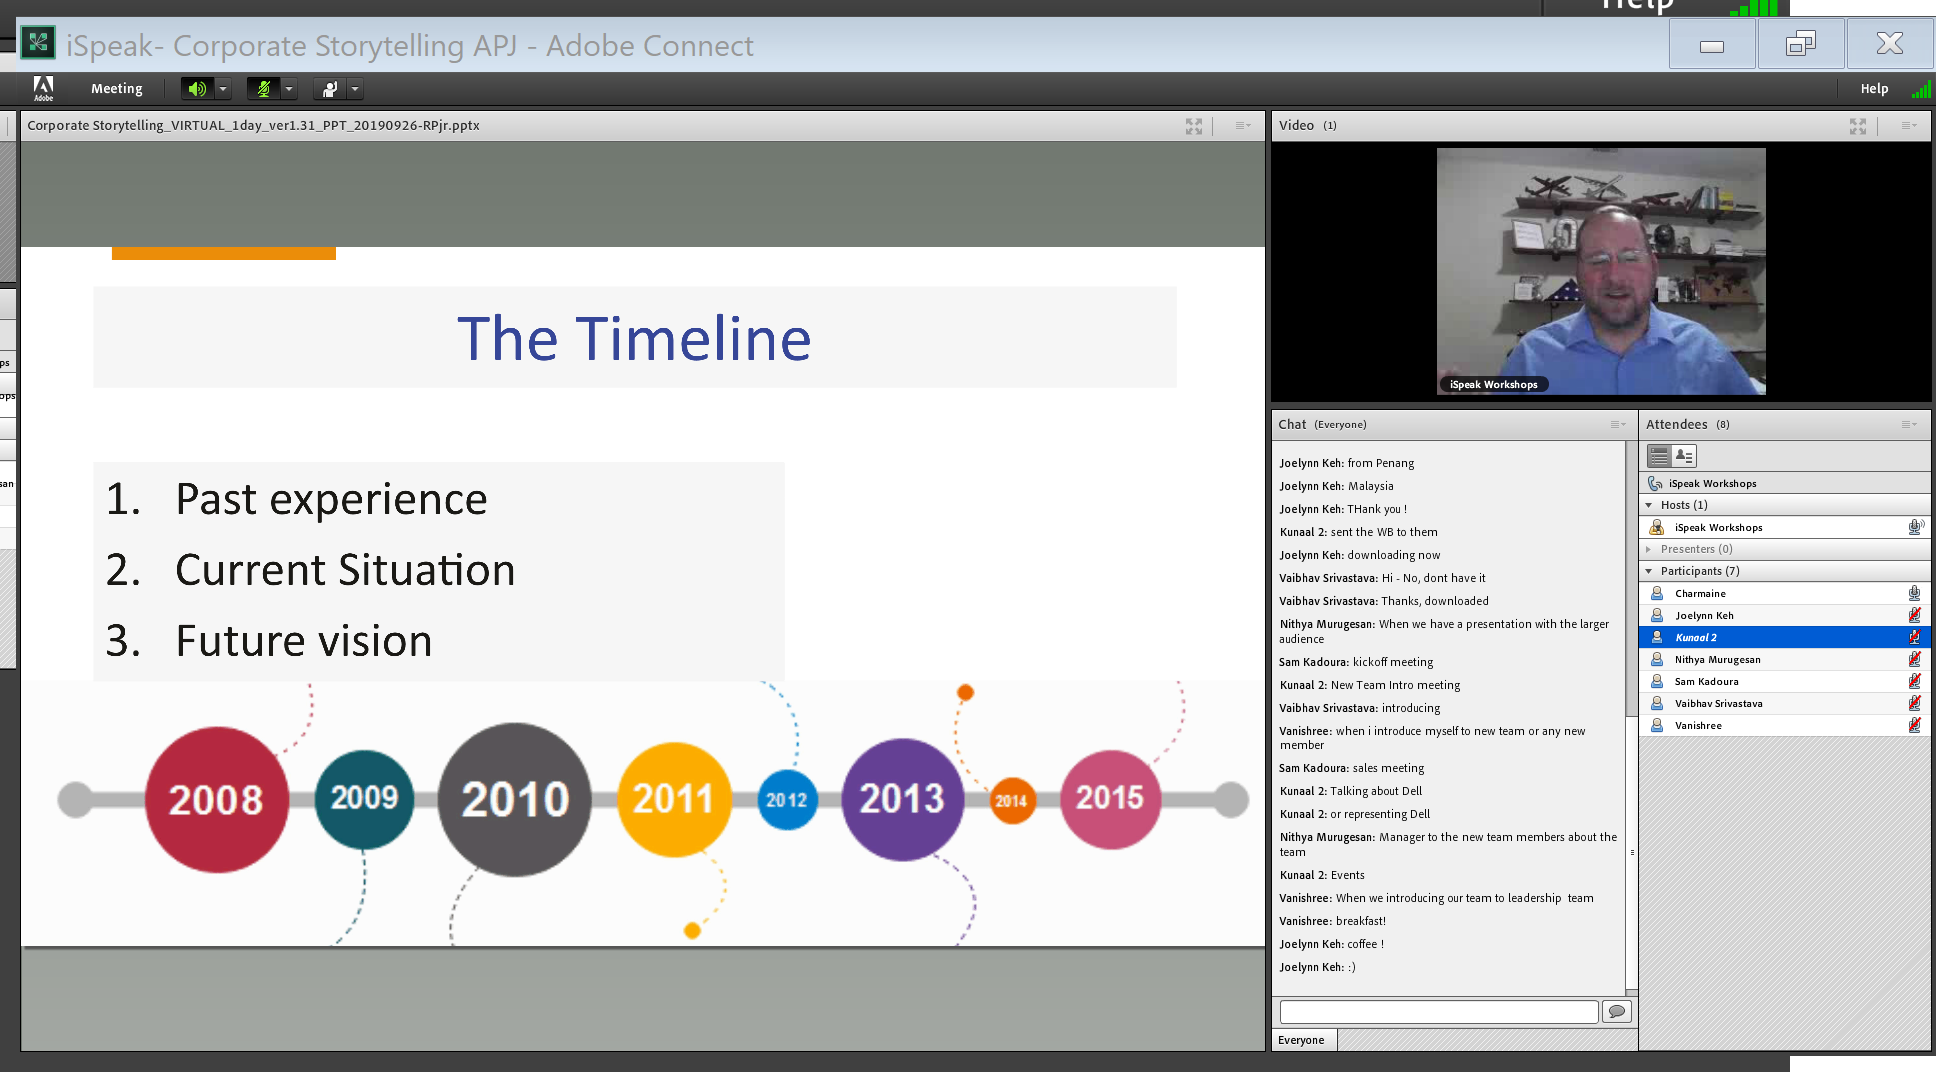 Help
iSpeak- Corporate Storytelling APJ - Adobe Connect
Adobe
Meeting
Help
Corporate Storytelling_VIRTUAL_1day_ver1.31_PPT_20190926-RPjr.pptx
The Timeline
1. Past experience
2. Current Situation
3. Future vision
2008
2009
2010
2011
2012
2013
2014
2015
Video (1)
iSpeak Workshops
Chat (Everyone)
Joelynn Keh: from Penang
Joelynn Keh: Malaysia
Joelynn Keh: THank you !
Kunaal 2: sent the WB to them
Joelynn Keh: downloading now
Vaibhav Srivastava: Hi - No, dont have it
Vaibhav Srivastava: Thanks, downloaded
Nithya Murugesan: When we have a presentation with the larger
audience
Sam Kadoura: kickoff meeting
Kunaal 2: New Team Intro meeting
Vaibhav Srivastava: introducing
Vanishree: when i introduce myself to new team or any new
member
Sam Kadoura: sales meeting
Kunaal 2: Talking about Dell
Kunaal 2: or representing Dell
Nithya Murugesan: Manager to the new team members about the
team
Kunaal 2: Events
Vanishree: When we introducing our team to leadership team
Vanishree: breakfast!
Joelynn Keh: coffee !
Joelynn Keh: :)
Everyone
Attendees (8)
iSpeak Workshops
Hosts (1)
iSpeak Workshops
Presenters (0)
Participants (7)
Charmaine
Joelynn Keh
Kunaal 2
Nithya Murugesan
Sam Kadoura
Vaibhav Srivastava
Vanishree
ps
ops
san